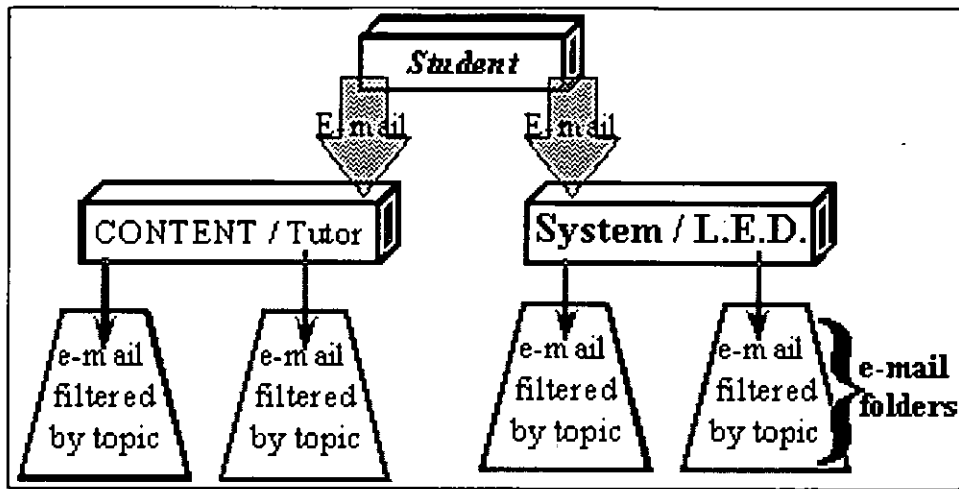 Student
E. mail
E. mail
CONTENT / Tutor
System / L.E.D.
e-mail
filtered
by topic
e-mail
filtered
by topic
e-mail
filtered
by topic
e-mail
filtered
by topic
e-mail
folders